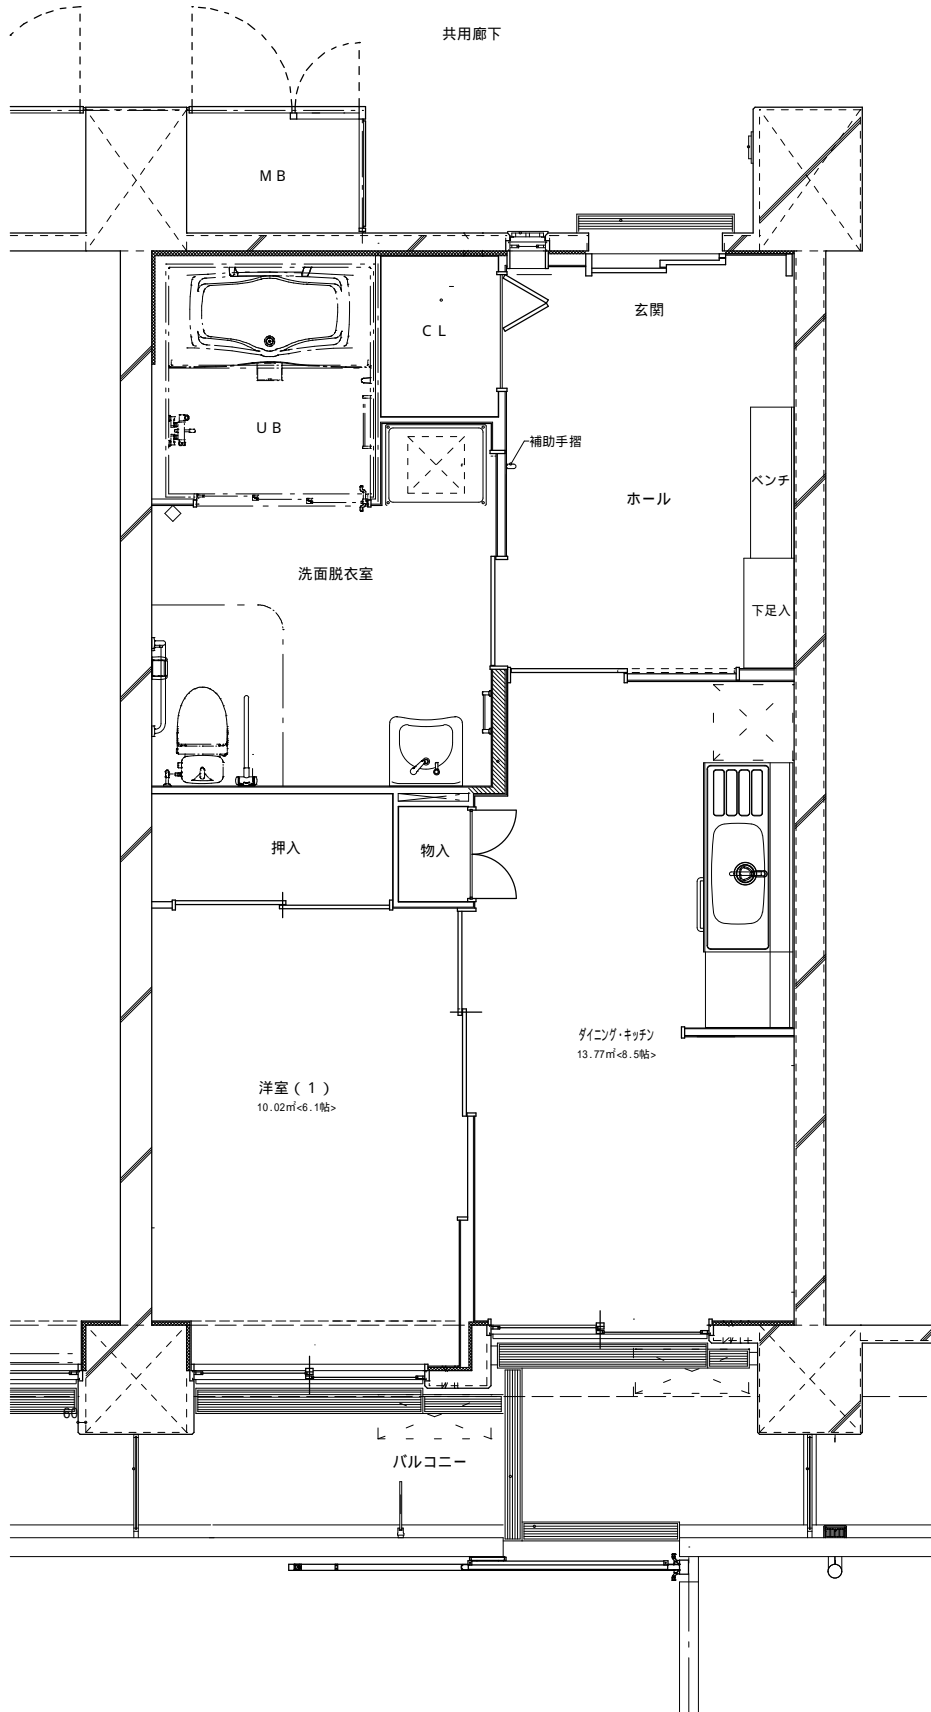 共用廊下
MB
玄関
CL
UB
補助手摺
ベンチ
ホール
洗面脱衣室
下足入
押入
物入
ダイニング・キッチン
13.77㎡<8.5帖>
洋室(1)
10.02㎡<6.1帖>
60
バルコニー